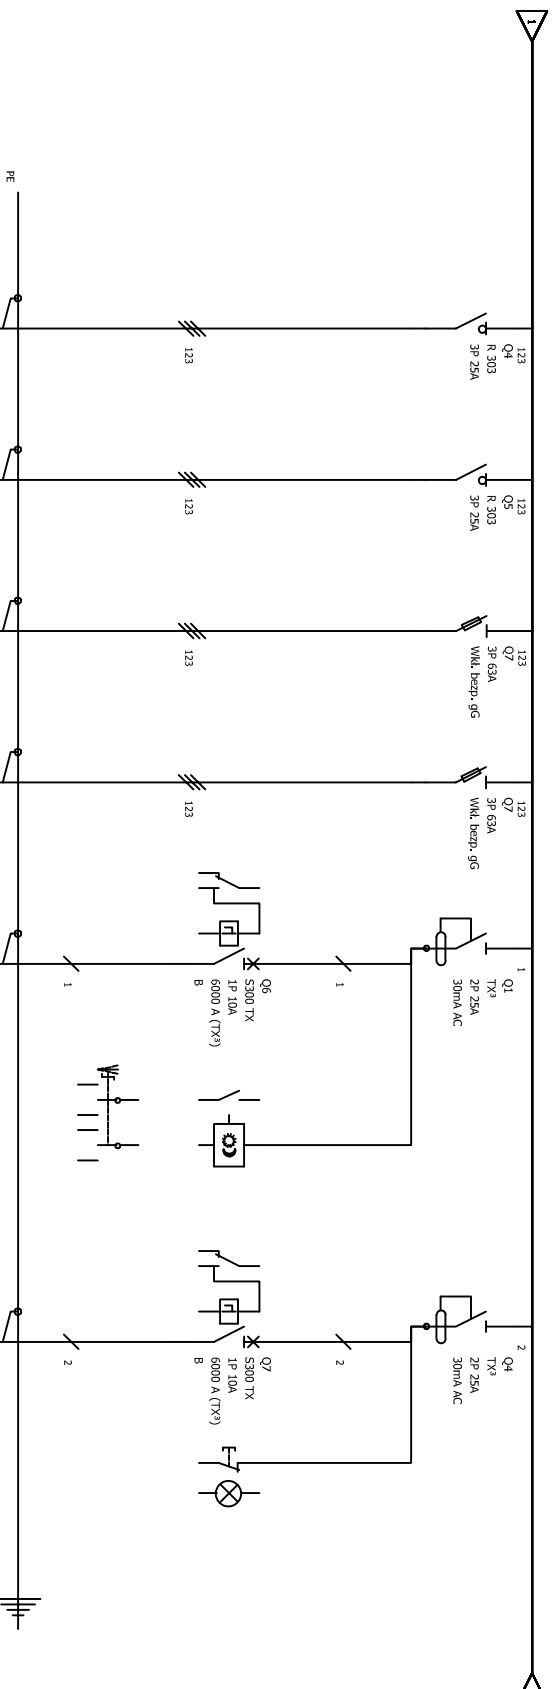 1
PE
123
Q4
R 303
3P 25A
123
123
Q5
R 303
3P 25A
123
123
Q7
3P 63A
Wkł. bezp. gG
123
123
Q7
3P 63A
Wkł. bezp. gG
123
1
Q1
TX³
2P 25A
30mA AC
1
Q6
S300 TX
1P 10A
6000 A (TX³)
B
1
2
Q4
TX³
2P 25A
30mA AC
2
Q7
S300 TX
1P 10A
6000 A (TX³)
B
2